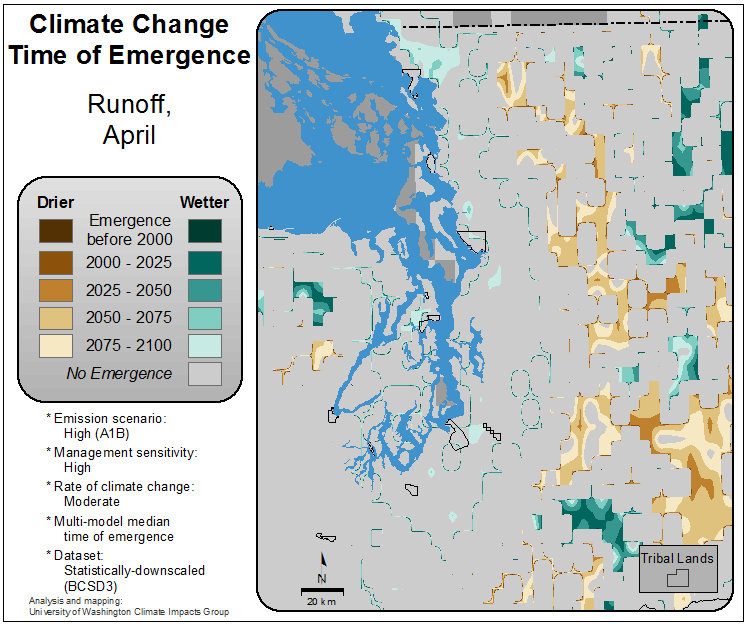 Climate Change
Time of Emergence
Runoff,
April
Drier
Wetter
Emergence
before 2000
2000 - 2025
2025 - 2050
2050 - 2075
2075 - 2100
No Emergence
* Emission scenario:
High (A1B)
* Management sensitivity:
High
* Rate of climate change:
Moderate
* Multi-model median
time of emergence
* Dataset:
Statistically-downscaled
(BCSD3)
Analysis and mapping:
University of Washington Climate Impacts Group
N
20 km
Tribal Lands